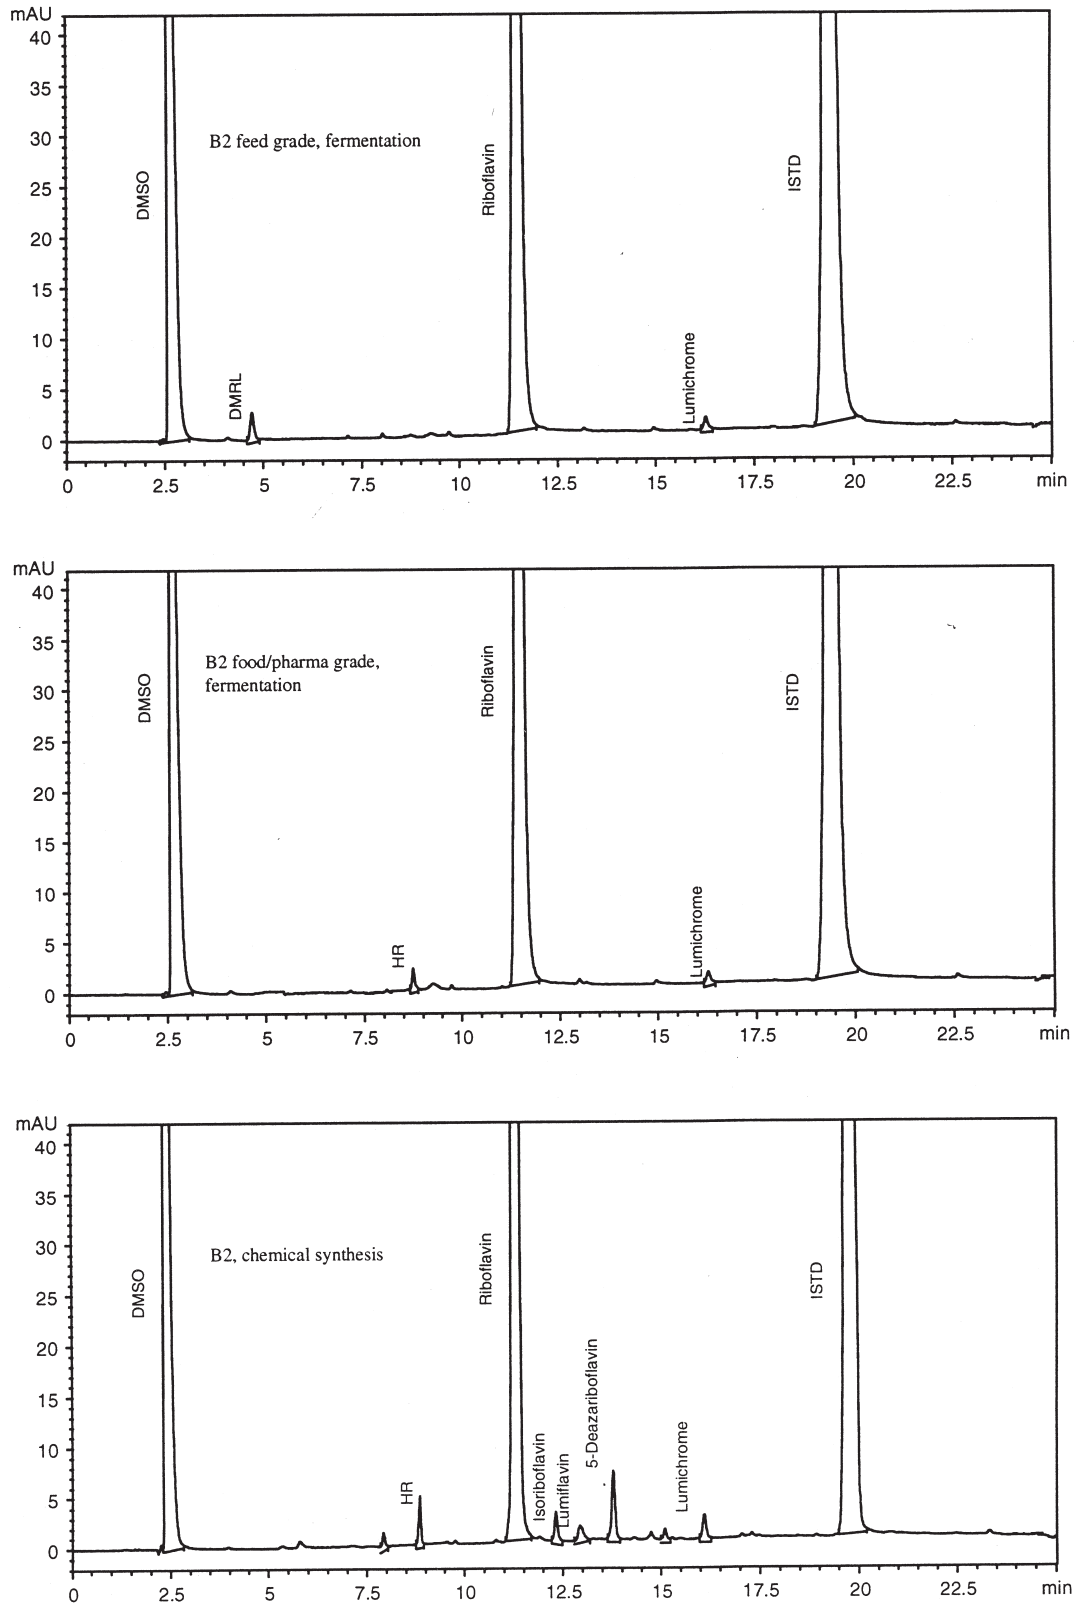 mAU
40
35
30
25
20
15
10
5
0
B2 feed grade, fermentation
DMSO
DMRL
Riboflavin
Lumichrome
ISTD
0 2.5 5 7.5 10 12.5 15 17.5 20 22.5 min
mAU
40
35
30
25
20
15
10
5
0
B2 food/pharma grade,
fermentation
DMSO
HR
Riboflavin
Lumichrome
ISTD
0 2.5 5 7.5 10 12.5 15 17.5 20 22.5 min
mAU
40
35
30
25
20
15
10
5
0
B2, chemical synthesis
DMSO
HR
Riboflavin
Isoriboflavin
Lumiflavin
5-Deazariboflavin
Lumichrome
ISTD
0 2.5 5 7.5 10 12.5 15 17.5 20 22.5 min